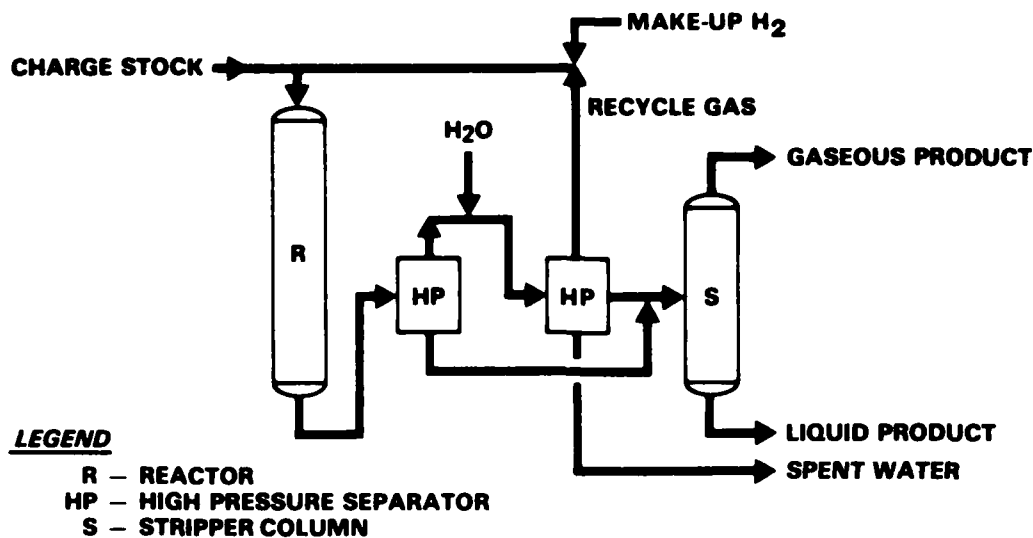 MAKE-UP H₂
CHARGE STOCK
RECYCLE GAS
H₂O
GASEOUS PRODUCT
R
HP
HP
S
LIQUID PRODUCT
SPENT WATER
LEGEND
R – REACTOR
HP – HIGH PRESSURE SEPARATOR
S – STRIPPER COLUMN